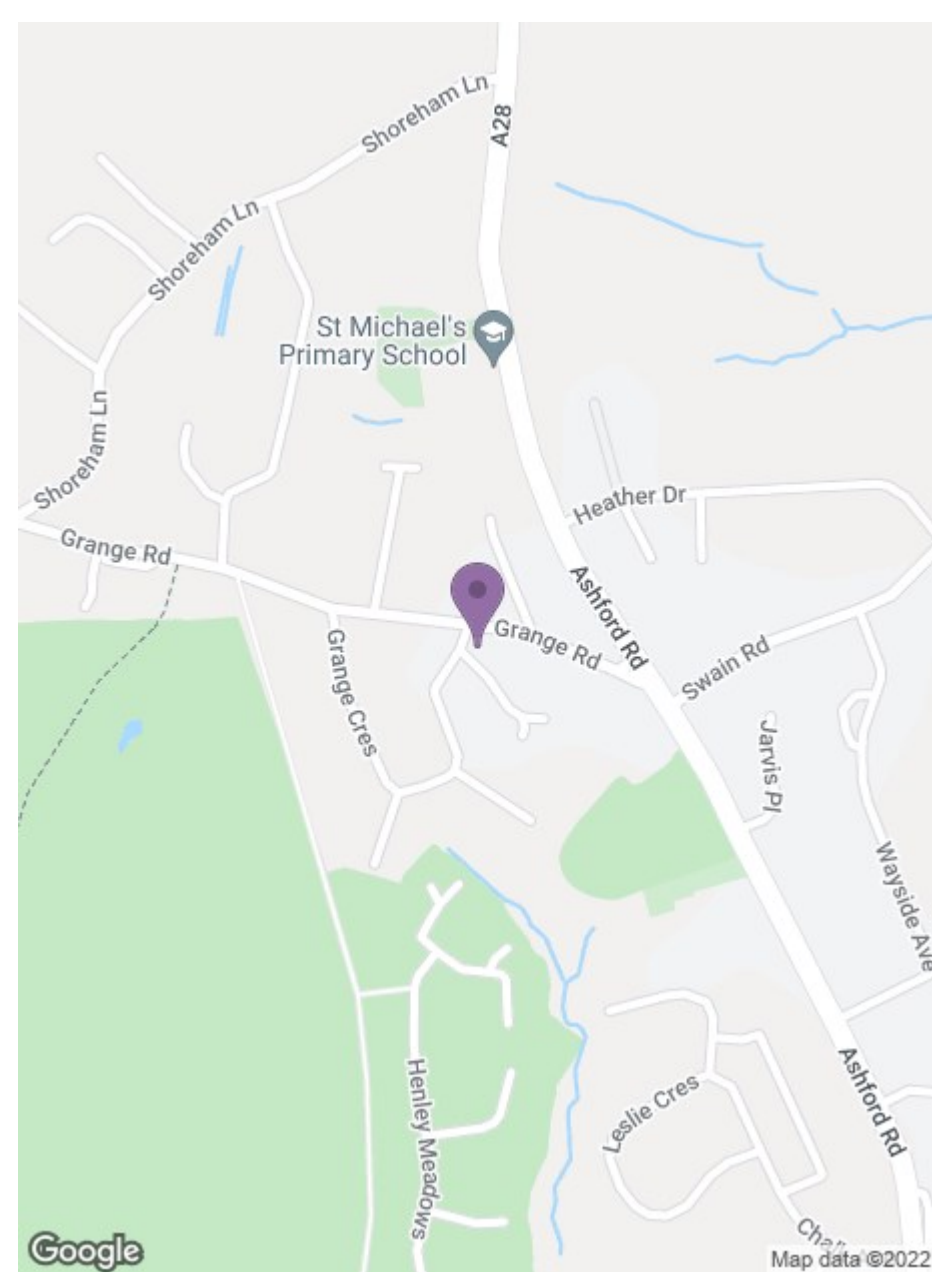 Shoreham Ln
A28
Shoreham Ln
St Michael's
Primary School
Shoreham Ln
Heather Dr
Grange Rd
Ashford Rd
Grange Rd
Grange Cres
Swain Rd
Jarvis Pl
Wayside Ave
Ashford Rd
Henley Meadows
Leslie Cres
Google
Map data ©2022